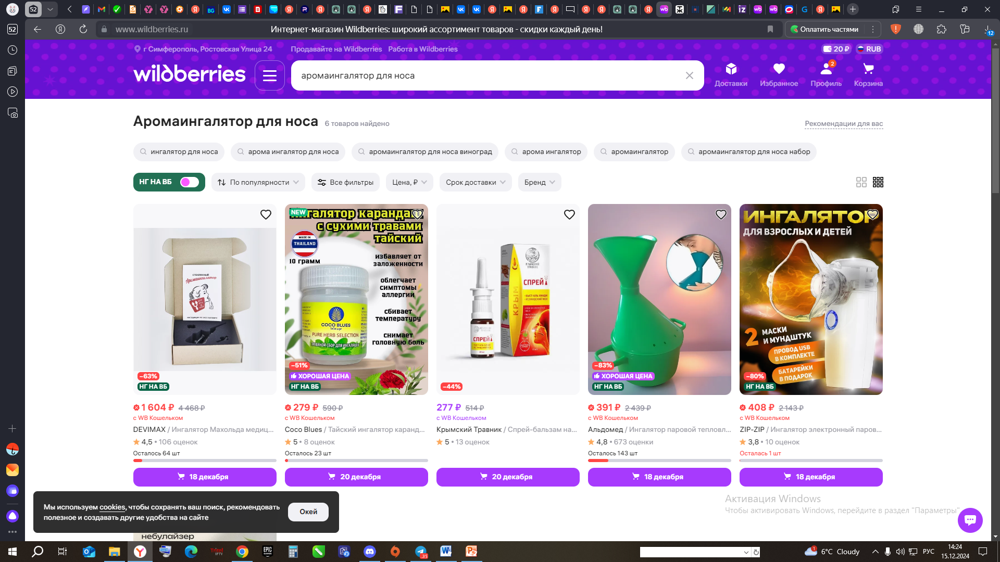 52
www.wildberries.ru
Интернет-магазин Wildberries: широкий ассортимент товаров - скидки каждый день!
Оплатить частями
12
52
г Симферополь, Ростовская Улица 24
Продавайте на Wildberries
Работа в Wildberries
20 ₽
RUB
wildberries
аромаингалятор для носа
Доставки
Избранное
2
Профиль
Корзина
Аромаингалятор для носа
6 товаров найдено
Рекомендации для вас
ингалятор для носа
арома ингалятор для носа
аромаингалятор для носа виноград
арома ингалятор
аромаингалятор
аромаингалятор для носа набор
НГ НА ВБ
По популярности
Все фильтры
Цена, ₽
Срок доставки
Бренд
СТЕКЛЯННЫЙ
Аромаингалятор
–63%
НГ НА ВБ
1 604 ₽ 4 468 ₽
с WB Кошельком
DEVIMAX / Ингалятор Махольда медиц...
4,5 • 106 оценок
Осталось 64 шт
18 декабря
NEW
с сухими травами
тайский
MADE IN
THAILAND
10 грамм
избавляет от
заложенности
облегчает
симптомы
аллергии
сбивает
температуру
снимает
головную боль
COCO BLUES
PURE HERB SELECTION
ТРАВЯНОЙ СБОР ДЛЯ ИНГАЛЯЦИЙ
–51%
ХОРОШАЯ ЦЕНА
НГ НА ВБ
279 ₽ 590 ₽
с WB Кошельком
Coco Blues / Тайский ингалятор каранд...
5 • 8 оценок
Осталось 23 шт
20 декабря
КРЫМСКИЙ
ТРАВНИК
СПРЕЙ
КРЫМ
СПРЕЙ
–44%
277 ₽ 514 ₽
с WB Кошельком
Крымский Травник / Спрей-бальзам на...
5 • 13 оценок
20 декабря
–83%
ХОРОШАЯ ЦЕНА
НГ НА ВБ
391 ₽ 2 439 ₽
с WB Кошельком
Альдомед / Ингалятор паровой тепловл...
4,8 • 673 оценки
Осталось 143 шт
18 декабря
ИНГАЛЯТОР
ДЛЯ ВЗРОСЛЫХ И ДЕТЕЙ
2 МАСКИ
И МУНДШТУК
ПРОВОД USB
В КОМПЛЕКТЕ
БАТАРЕЙКИ
В ПОДАРОК
–80%
НГ НА ВБ
408 ₽ 2 143 ₽
с WB Кошельком
ZIP-ZIP / Ингалятор электронный паров...
3,8 • 10 оценок
Осталась 1 шт
18 декабря
Мы используем cookies, чтобы сохранять ваш поиск, рекомендовать
полезное и создавать другие удобства на сайте
Окей
небулайзер
Активация Windows
Чтобы активировать Windows, перейдите в раздел "Параметры".
6°C Cloudy
РУС
14:24
15.12.2024